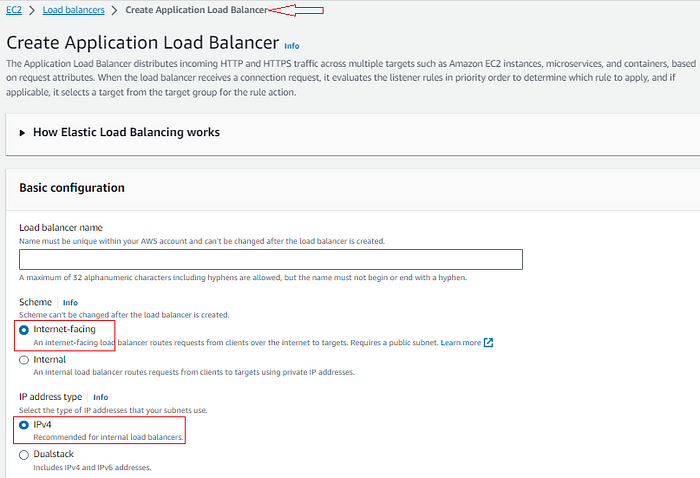 EC2 > Load balancers > Create Application Load Balancer
Create Application Load Balancer Info
The Application Load Balancer distributes incoming HTTP and HTTPS traffic across multiple targets such as Amazon EC2 instances, microservices, and containers, based
on request attributes. When the load balancer receives a connection request, it evaluates the listener rules in priority order to determine which rule to apply, and if
applicable, it selects a target from the target group for the rule action.
How Elastic Load Balancing works
Basic configuration
Load balancer name
Name must be unique within your AWS account and can't be changed after the load balancer is created.
A maximum of 32 alphanumeric characters including hyphens are allowed, but the name must not begin or end with a hyphen.
Scheme Info
Scheme can't be changed after the load balancer is created.
Internet-facing
An internet-facing load balancer routes requests from clients over the internet to targets. Requires a public subnet. Learn more
Internal
An internal load balancer routes requests from clients to targets using private IP addresses.
IP address type Info
Select the type of IP addresses that your subnets use.
IPv4
Recommended for internal load balancers.
Dualstack
Includes IPv4 and IPv6 addresses.